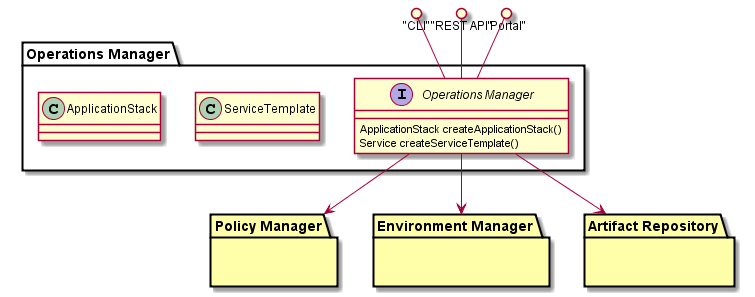 "CLI""REST API"Portal"
Operations Manager
C ApplicationStack
C ServiceTemplate
I Operations Manager
ApplicationStack createApplicationStack()
Service createServiceTemplate()
Policy Manager
Environment Manager
Artifact Repository